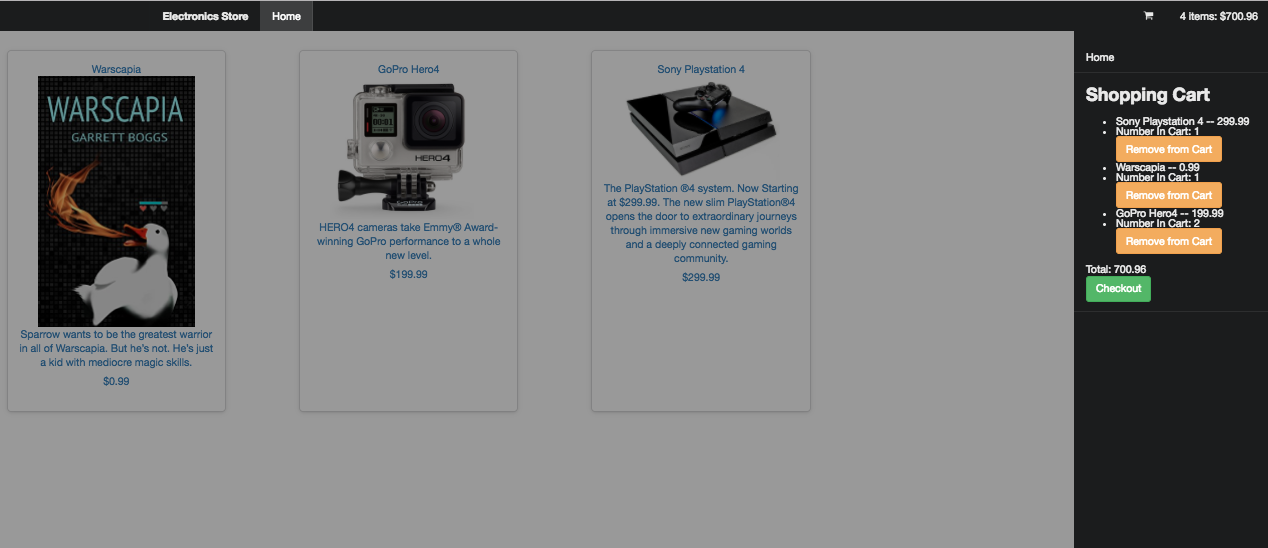 Electronics Store
Home
4 items: $700.96
Warscapia
WARSCAPIA
GARRETT BOGGS
Sparrow wants to be the greatest warrior
in all of Warscapia. But he's not. He's just
a kid with mediocre magic skills.
$0.99
GoPro Hero4
HERO4
HERO4 cameras take Emmy® Award-
winning GoPro performance to a whole
new level.
$199.99
Sony Playstation 4
The PlayStation ®4 system. Now Starting
at $299.99. The new slim PlayStation®4
opens the door to extraordinary journeys
through immersive new gaming worlds
and a deeply connected gaming
community.
$299.99
Home
Shopping Cart
Sony Playstation 4 -- 299.99
Number In Cart: 1
Remove from Cart
Warscapia -- 0.99
Number In Cart: 1
Remove from Cart
GoPro Hero4 -- 199.99
Number In Cart: 2
Remove from Cart
Total: 700.96
Checkout